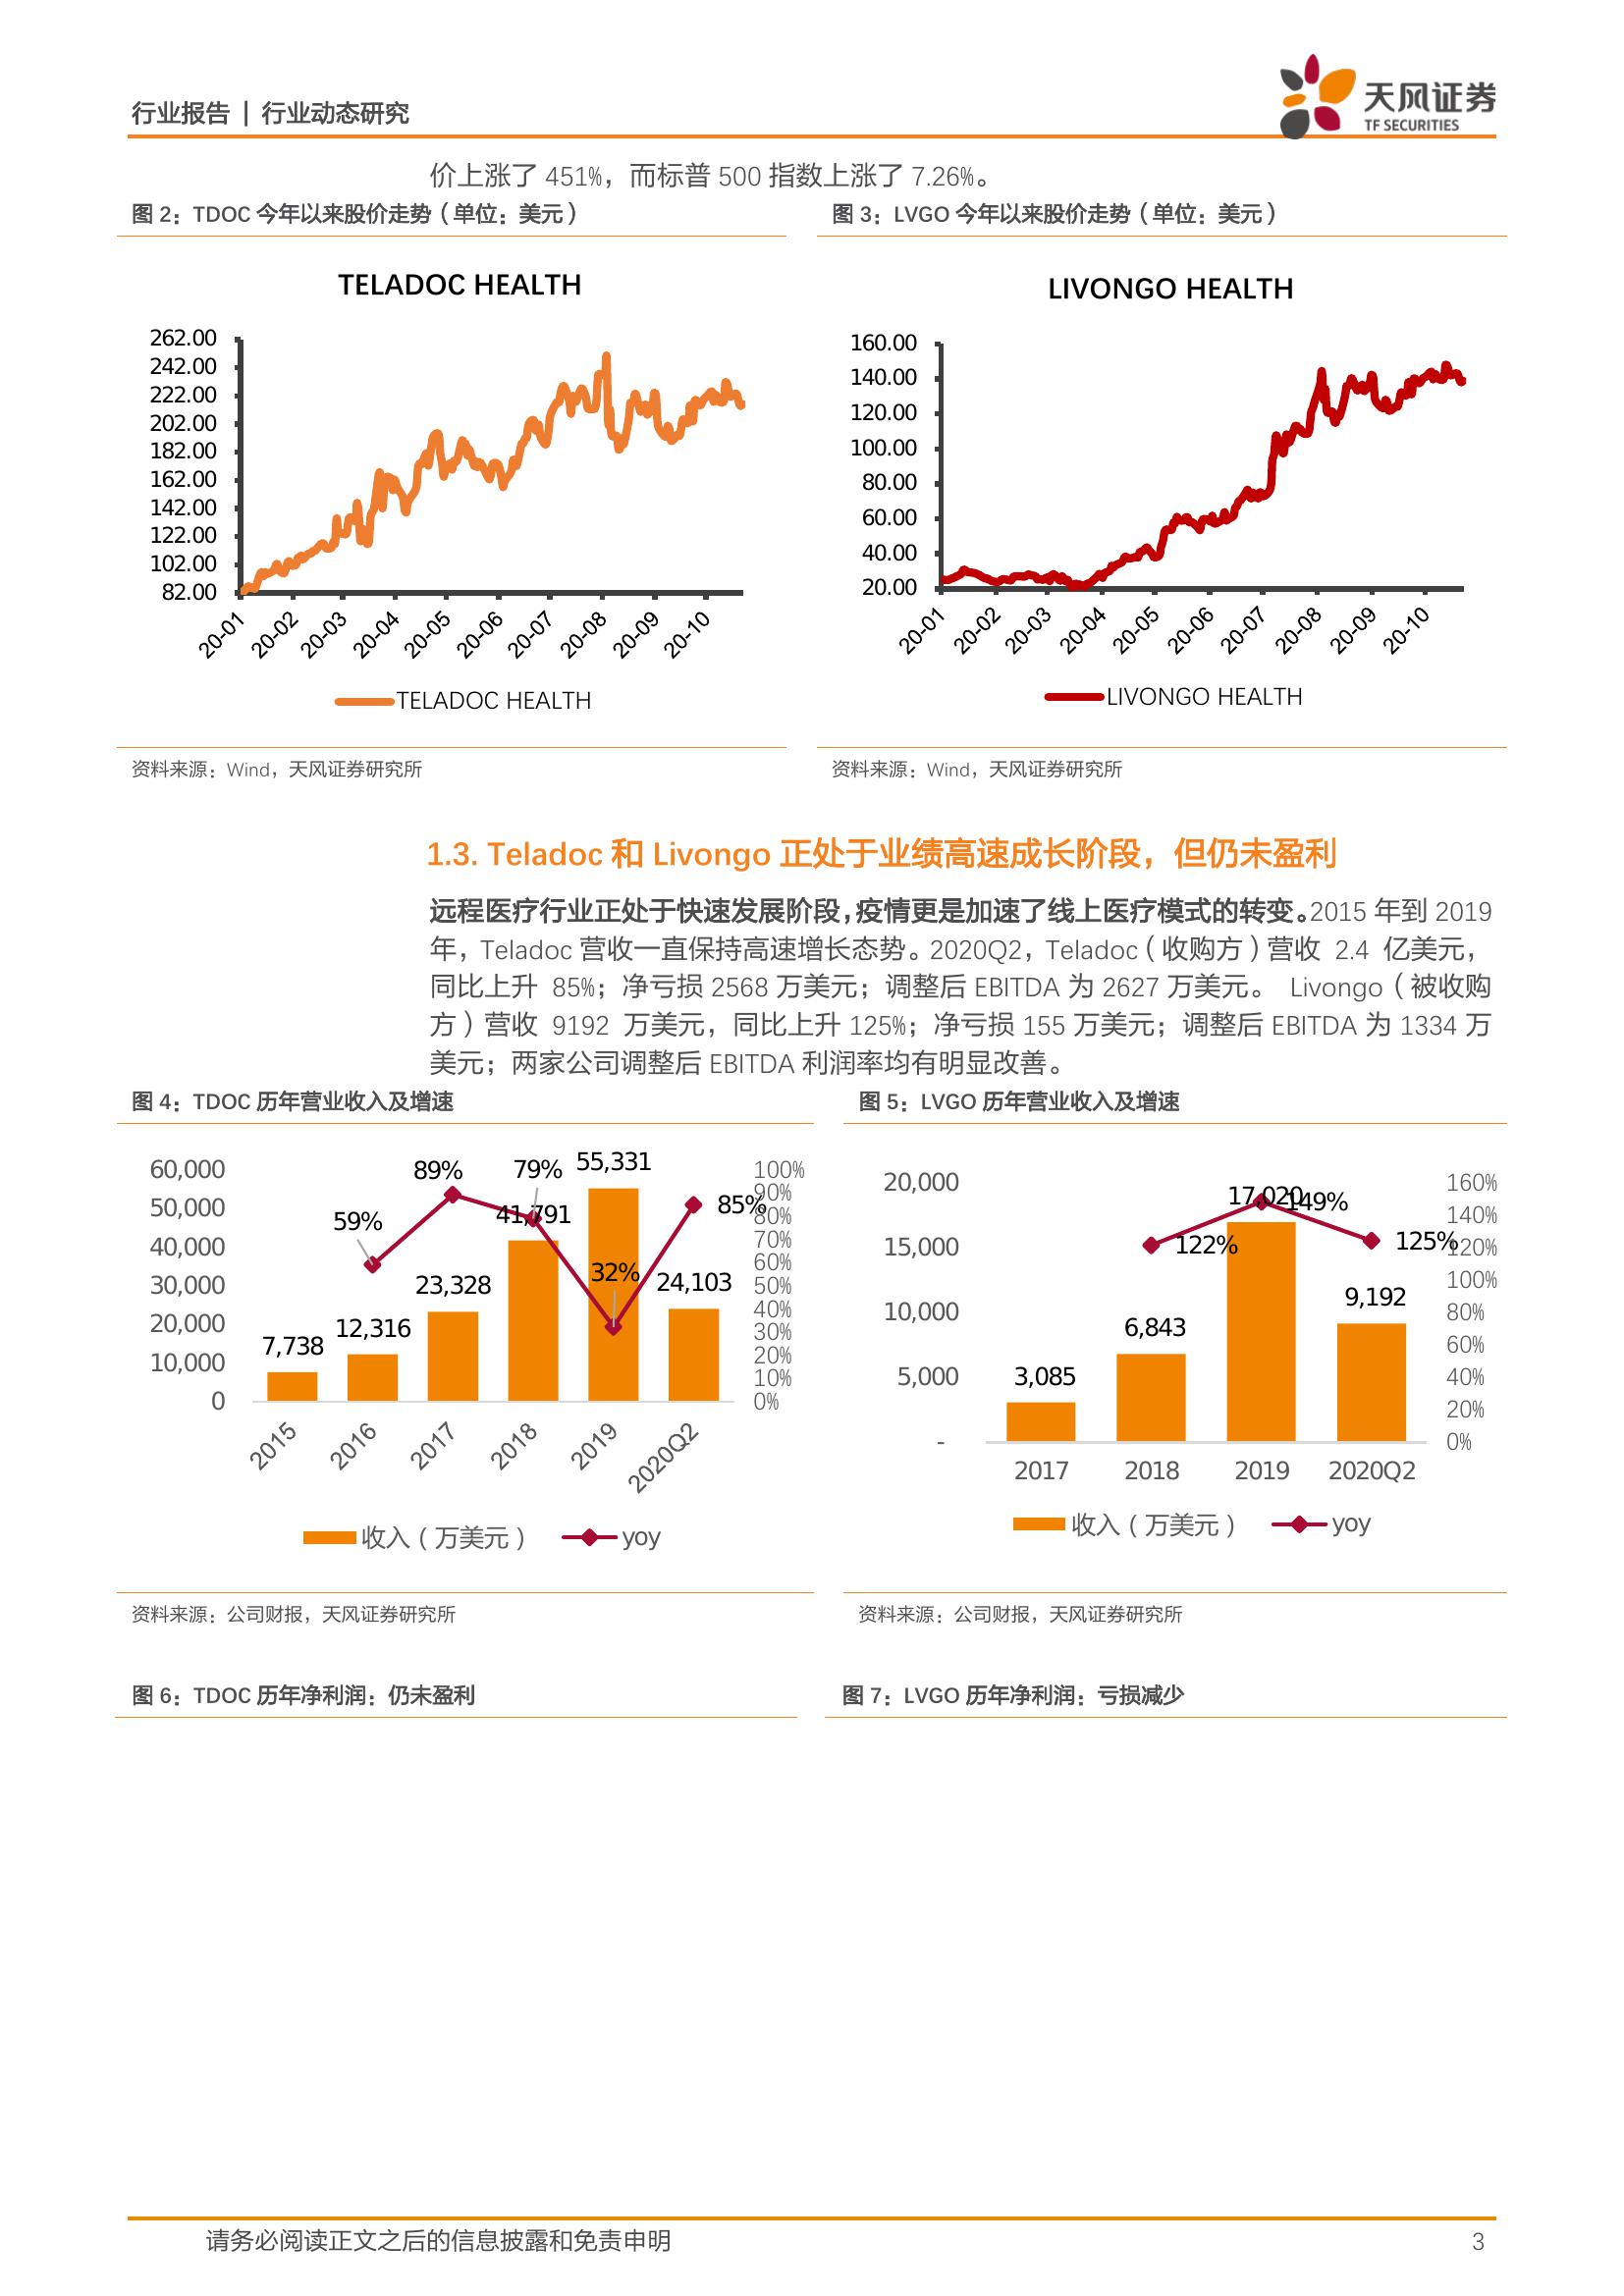 行业报告 | 行业动态研究
天风证券
TF SECURITIES
价上涨了 451%，而标普 500 指数上涨了 7.26%。
图 2：TDOC 今年以来股价走势（单位：美元）
TELADOC HEALTH
262.00
242.00
222.00
202.00
182.00
162.00
142.00
122.00
102.00
82.00
20-01 20-02 20-03 20-04 20-05 20-06 20-07 20-08 20-09 20-10
TELADOC HEALTH
资料来源：Wind，天风证券研究所
图 3：LVGO 今年以来股价走势（单位：美元）
LIVONGO HEALTH
160.00
140.00
120.00
100.00
80.00
60.00
40.00
20.00
20-01 20-02 20-03 20-04 20-05 20-06 20-07 20-08 20-09 20-10
LIVONGO HEALTH
资料来源：Wind，天风证券研究所
1.3. Teladoc 和 Livongo 正处于业绩高速成长阶段，但仍未盈利
远程医疗行业正处于快速发展阶段，疫情更是加速了线上医疗模式的转变。2015 年到 2019
年，Teladoc 营收一直保持高速增长态势。2020Q2，Teladoc（收购方）营收 2.4 亿美元，
同比上升 85%；净亏损 2568 万美元；调整后 EBITDA 为 2627 万美元。 Livongo（被收购
方）营收 9192 万美元，同比上升 125%；净亏损 155 万美元；调整后 EBITDA 为 1334 万
美元；两家公司调整后 EBITDA 利润率均有明显改善。
图 4：TDOC 历年营业收入及增速
60,000
50,000
40,000
30,000
20,000
10,000
0
59%
89%
79%
32%
85%
7,738
12,316
23,328
41,791
55,331
24,103
100%
90%
80%
70%
60%
50%
40%
30%
20%
10%
0%
2015 2016 2017 2018 2019 2020Q2
收入（万美元） yoy
资料来源：公司财报，天风证券研究所
图 5：LVGO 历年营业收入及增速
20,000
15,000
10,000
5,000
-
122%
149%
125%
3,085
6,843
17,020
9,192
160%
140%
120%
100%
80%
60%
40%
20%
0%
2017 2018 2019 2020Q2
收入（万美元） yoy
资料来源：公司财报，天风证券研究所
图 6：TDOC 历年净利润：仍未盈利
图 7：LVGO 历年净利润：亏损减少
请务必阅读正文之后的信息披露和免责申明
3